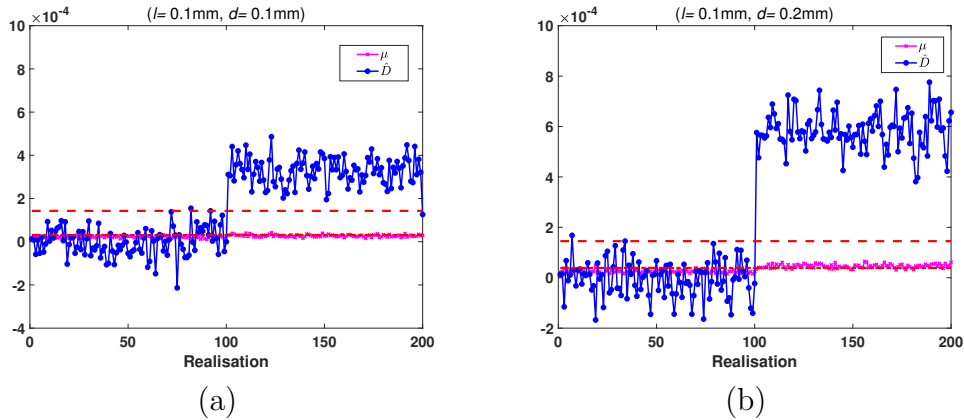 (l= 0.1mm, d= 0.1mm)
10 ×10⁻⁴
8
6
4
2
0
-2
-4
0 50 100 150 200
μ
D̂
Realisation
(a)
(l= 0.1mm, d= 0.2mm)
10 ×10⁻⁴
8
6
4
2
0
-2
0 50 100 150 200
μ
D̂
Realisation
(b)